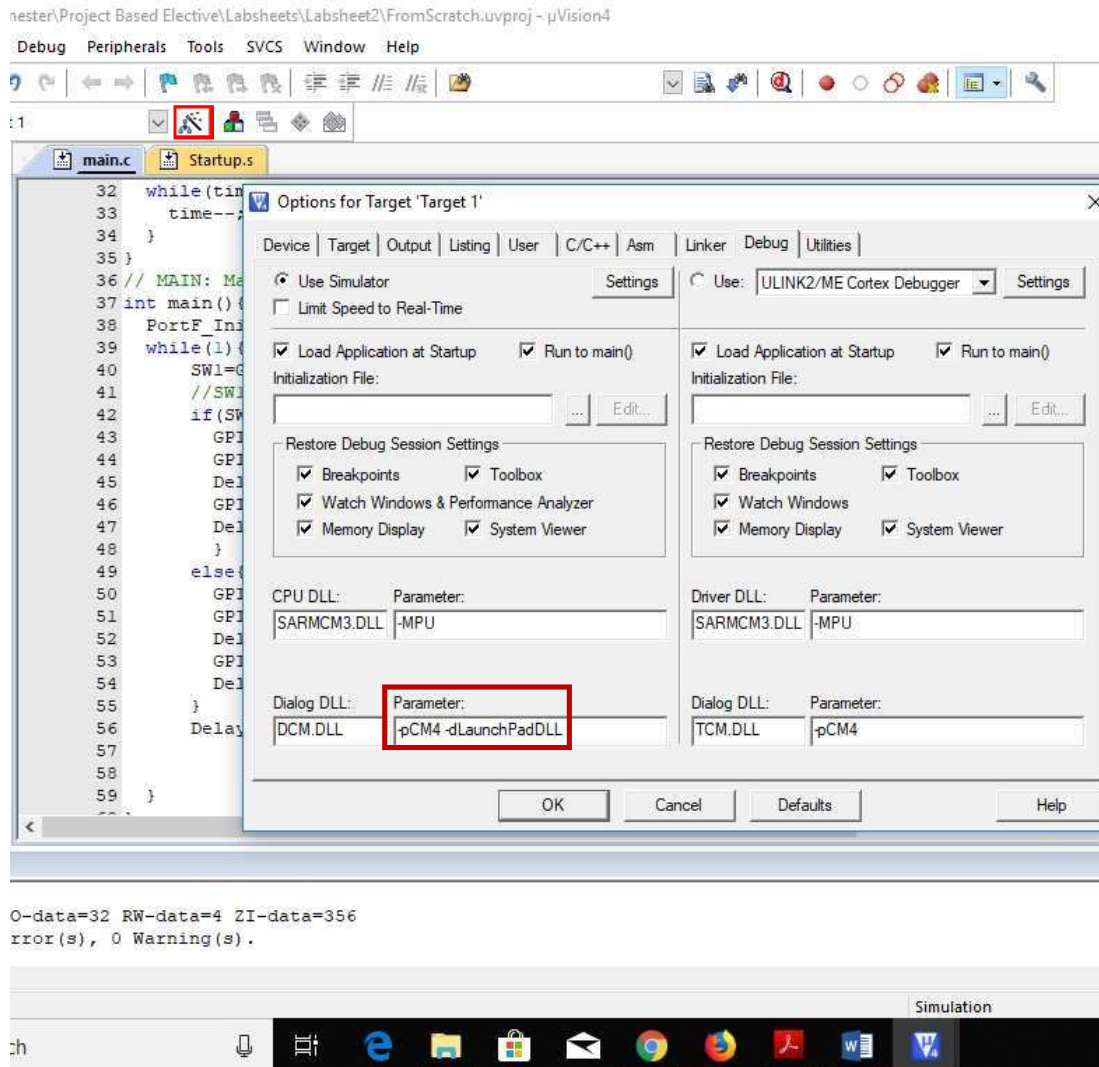 nester\Project Based Elective\Labsheets\Labsheet2\FromScratch.uvproj - µVision4
Debug Peripherals Tools SVCS Window Help
1
main.c Startup.s
32 while(tim
33 time--;
34 }
35 }
36 // MAIN: Ma
37 int main(){
38 PortF_Ini
39 while(1){
40 SW1=G
41 //SW1
42 if(SW
43 GPI
44 GPI
45 Del
46 GPI
47 Del
48 }
49 else{
50 GPI
51 GPI
52 Del
53 GPI
54 Del
55 }
56 Delay
57
58
59 }
Options for Target 'Target 1'
Device Target Output Listing User C/C++ Asm Linker Debug Utilities
Use Simulator Settings Use: ULINK2/ME Cortex Debugger Settings
Limit Speed to Real-Time
Load Application at Startup Run to main() Load Application at Startup Run to main()
Initialization File: Initialization File:
... Edit... ... Edit...
Restore Debug Session Settings Restore Debug Session Settings
Breakpoints Toolbox Breakpoints Toolbox
Watch Windows & Performance Analyzer Watch Windows
Memory Display System Viewer Memory Display System Viewer
CPU DLL: Parameter: Driver DLL: Parameter:
SARMCM3.DLL -MPU SARMCM3.DLL -MPU
Dialog DLL: Parameter: Dialog DLL: Parameter:
DCM.DLL -pCM4 -dLaunchPadDLL TCM.DLL -pCM4
OK Cancel Defaults Help
O-data=32 RW-data=4 ZI-data=356
rror(s), 0 Warning(s).
Simulation
ch